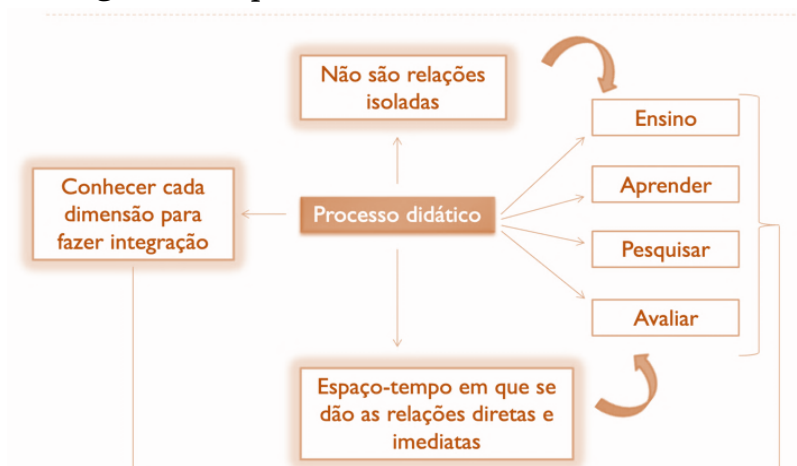 Não são relações
isoladas
Ensino
Aprender
Conhecer cada
dimensão para
fazer integração
Processo didático
Pesquisar
Avaliar
Espaço-tempo em que se
dão as relações diretas e
imediatas